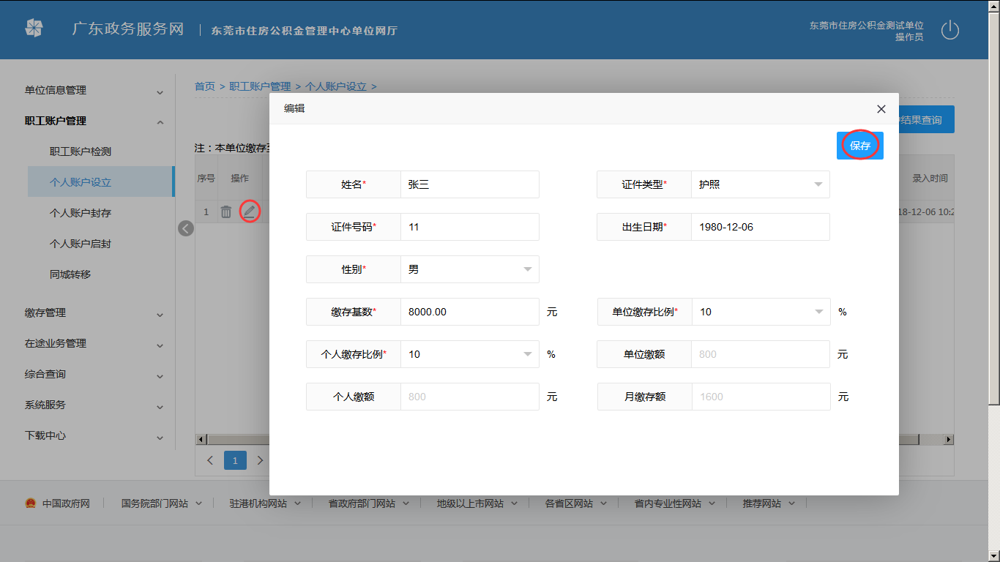 广东政务服务网 | 东莞市住房公积金管理中心单位网厅
东莞市住房公积金测试单位
操作员
单位信息管理
职工账户管理
职工账户检测
个人账户设立
个人账户封存
个人账户启封
同城转移
缴存管理
在途业务管理
综合查询
系统服务
下载中心
首页 > 职工账户管理 > 个人账户设立 >
结果查询
注：本单位缴存
序号 操作 录入时间
1 18-12-06 10:2
1
编辑
保存
姓名* 张三 证件类型* 护照
证件号码* 11 出生日期* 1980-12-06
性别* 男
缴存基数* 8000.00 元 单位缴存比例* 10 %
个人缴存比例* 10 % 单位缴额 800 元
个人缴额 800 元 月缴存额 1600 元
中国政府网 国务院部门网站 驻港机构网站 省政府部门网站 地级以上市网站 各省区网站 省内专业性网站 推荐网站